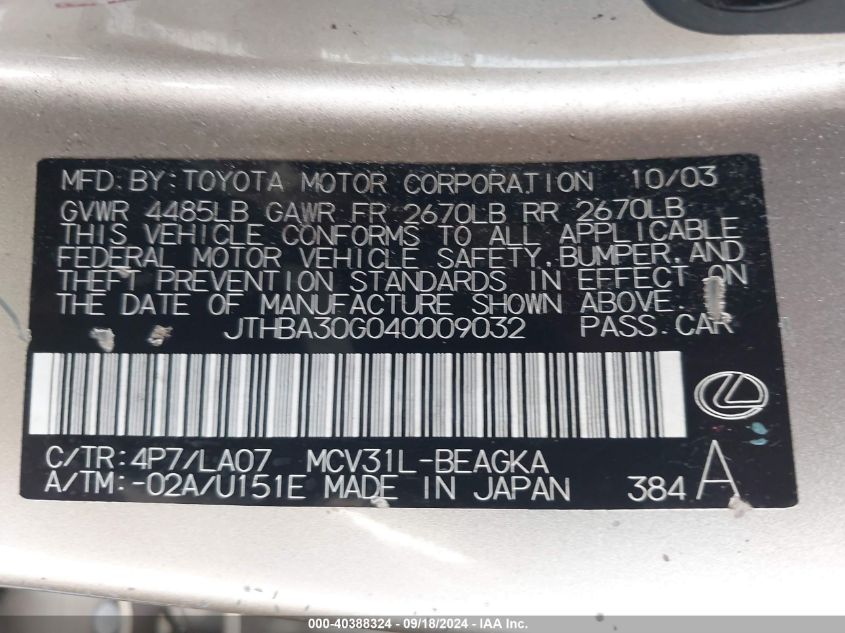 MFD.BY:TOYOTA MOTOR CORPORATION 10/03
GVWR 4485LB GAWR FR 2670LB RR 2670LB
THIS VEHICLE CONFORMS TO ALL APPLICABLE
FEDERAL MOTOR VEHICLE SAFETY,BUMPER,AND
THEFT PREVENTION STANDARDS IN EFFECT ON
THE DATE OF MANUFACTURE SHOWN ABOVE.
JTHBA30G040009032 PASS.CAR
C/TR:4P7/LA07 MCV31L-BEAGKA
A/TM:-02A/U151E MADE IN JAPAN 384 A
000-40388324 - 09/18/2024 - IAA Inc.